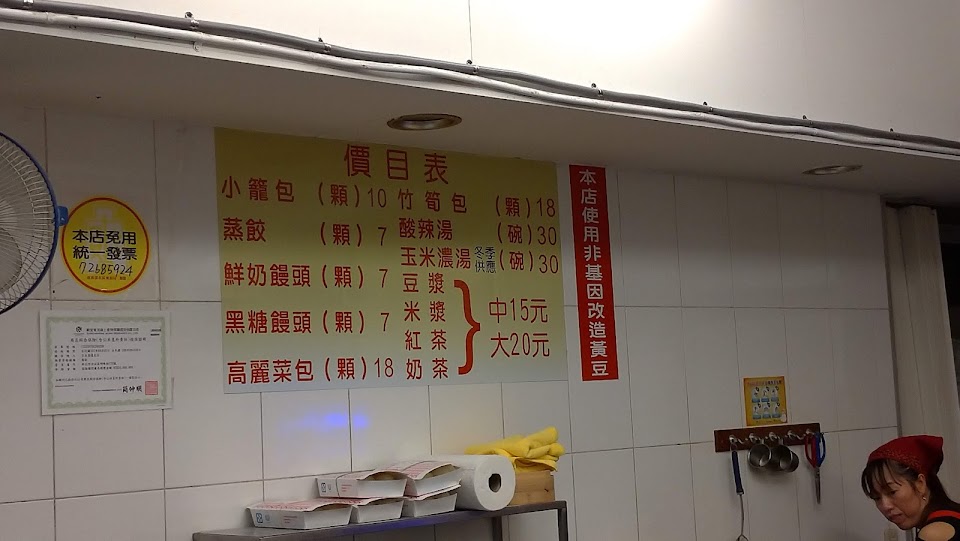 價目表
小籠包 (顆) 10
蒸餃 (顆) 7
鮮奶饅頭 (顆) 7
黑糖饅頭 (顆) 7
高麗菜包 (顆) 18
竹筍包 (顆) 18
酸辣湯 (碗) 30
玉米濃湯 冬季供應 (碗) 30
豆漿
米漿
紅茶
奶茶
中15元
大20元
本店使用非基因改造黃豆
本店免用
統一發票
72685924